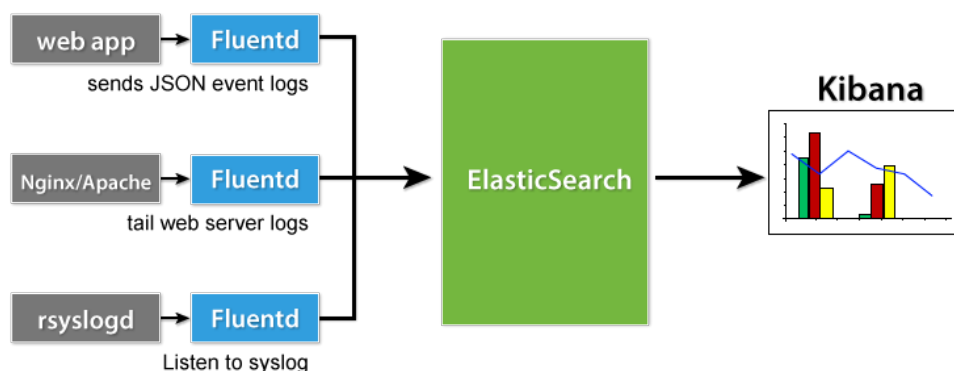 web app
Fluentd
sends JSON event logs
Nginx/Apache
Fluentd
tail web server logs
rsyslogd
Fluentd
Listen to syslog
ElasticSearch
Kibana